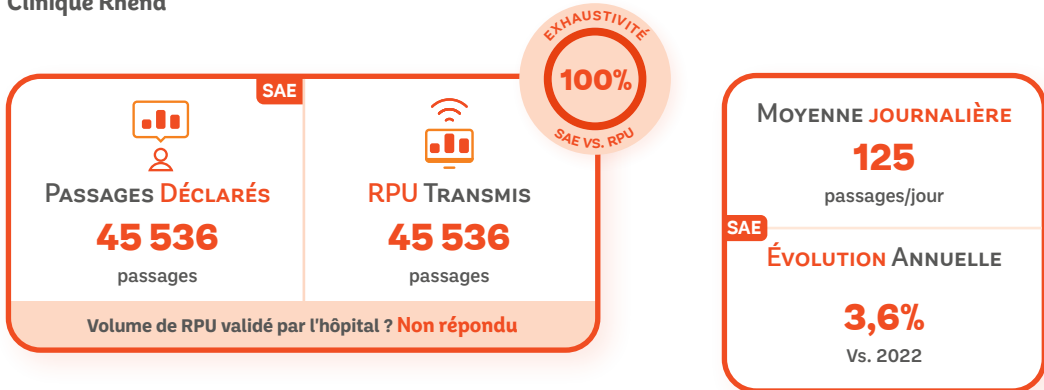 Clinique Rhéna
EXHAUSTIVITÉ
100%
SAE VS. RPU
SAE
PASSAGES DÉCLARÉS
45 536
passages
RPU TRANSMIS
45 536
passages
Volume de RPU validé par l'hôpital ? Non répondu
MOYENNE JOURNALIÈRE
125
passages/jour
SAE
ÉVOLUTION ANNUELLE
3,6%
Vs. 2022